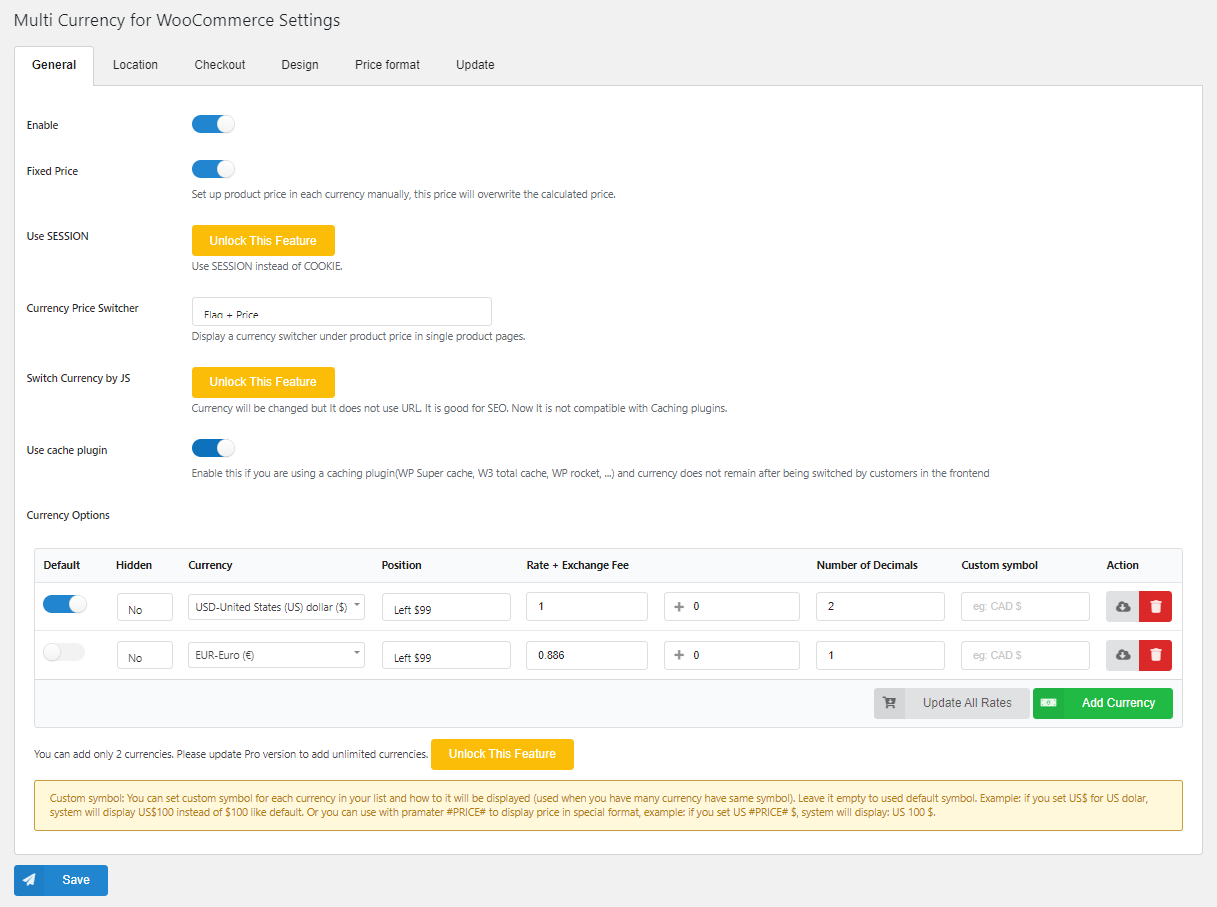 Multi Currency for WooCommerce Settings
General Location Checkout Design Price format Update
Enable
Fixed Price
Set up product price in each currency manually, this price will overwrite the calculated price.
Use SESSION Unlock This Feature
Use SESSION instead of COOKIE.
Currency Price Switcher Flag + Price
Display a currency switcher under product price in single product pages.
Switch Currency by JS Unlock This Feature
Currency will be changed but It does not use URL. It is good for SEO. Now It is not compatible with Caching plugins.
Use cache plugin
Enable this if you are using a caching plugin(WP Super cache, W3 total cache, WP rocket, ...) and currency does not remain after being switched by customers in the frontend
Currency Options
Default Hidden Currency Position Rate + Exchange Fee Number of Decimals Custom symbol Action
No USD-United States (US) dollar ($) Left $99 1 + 0 2 eg: CAD $
No EUR-Euro (€) Left $99 0.886 + 0 1 eg: CAD $
Update All Rates Add Currency
You can add only 2 currencies. Please update Pro version to add unlimited currencies. Unlock This Feature
Custom symbol: You can set custom symbol for each currency in your list and how to it will be displayed (used when you have many currency have same symbol). Leave it empty to used default symbol. Example: if you set US$ for US dolar,
system will display US$100 instead of $100 like default. Or you can use with pramater #PRICE# to display price in special format, example: if you set US #PRICE# $, system will display: US 100 $.
Save